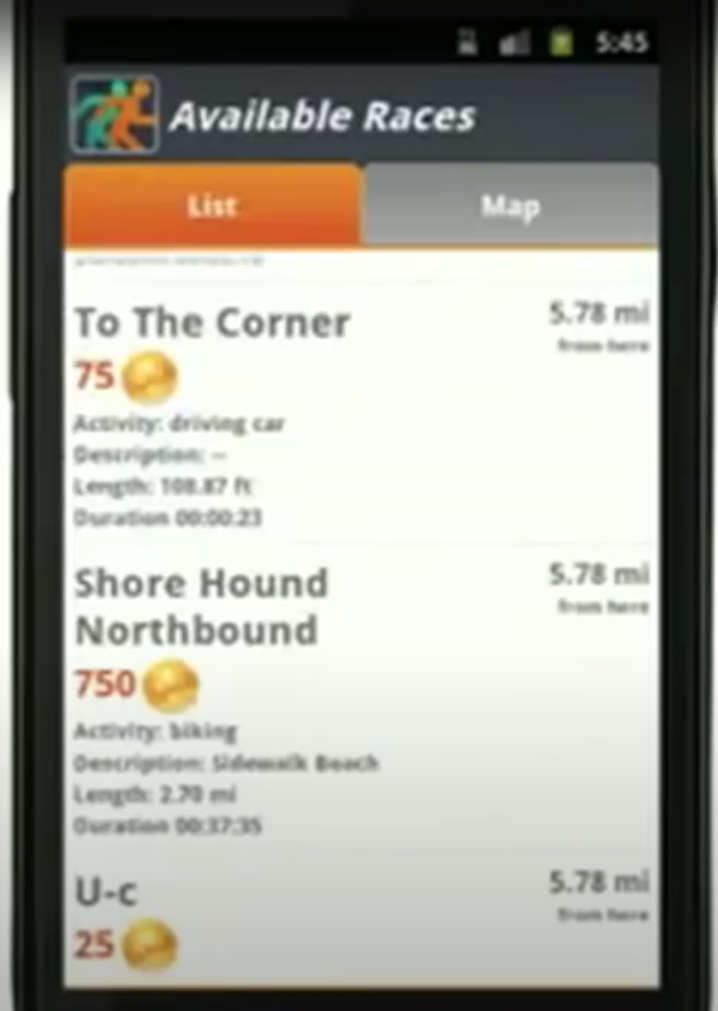 5:45
Available Races
List
Map
To The Corner
5.78 mi
from here
75
Activity: driving car
Description: --
Length: 108.87 ft
Duration 00:00:23
Shore Hound
Northbound
5.78 mi
from here
750
Activity: biking
Description: Sidewalk Beach
Length: 2.70 mi
Duration 00:37:35
U-c
5.78 mi
from here
25